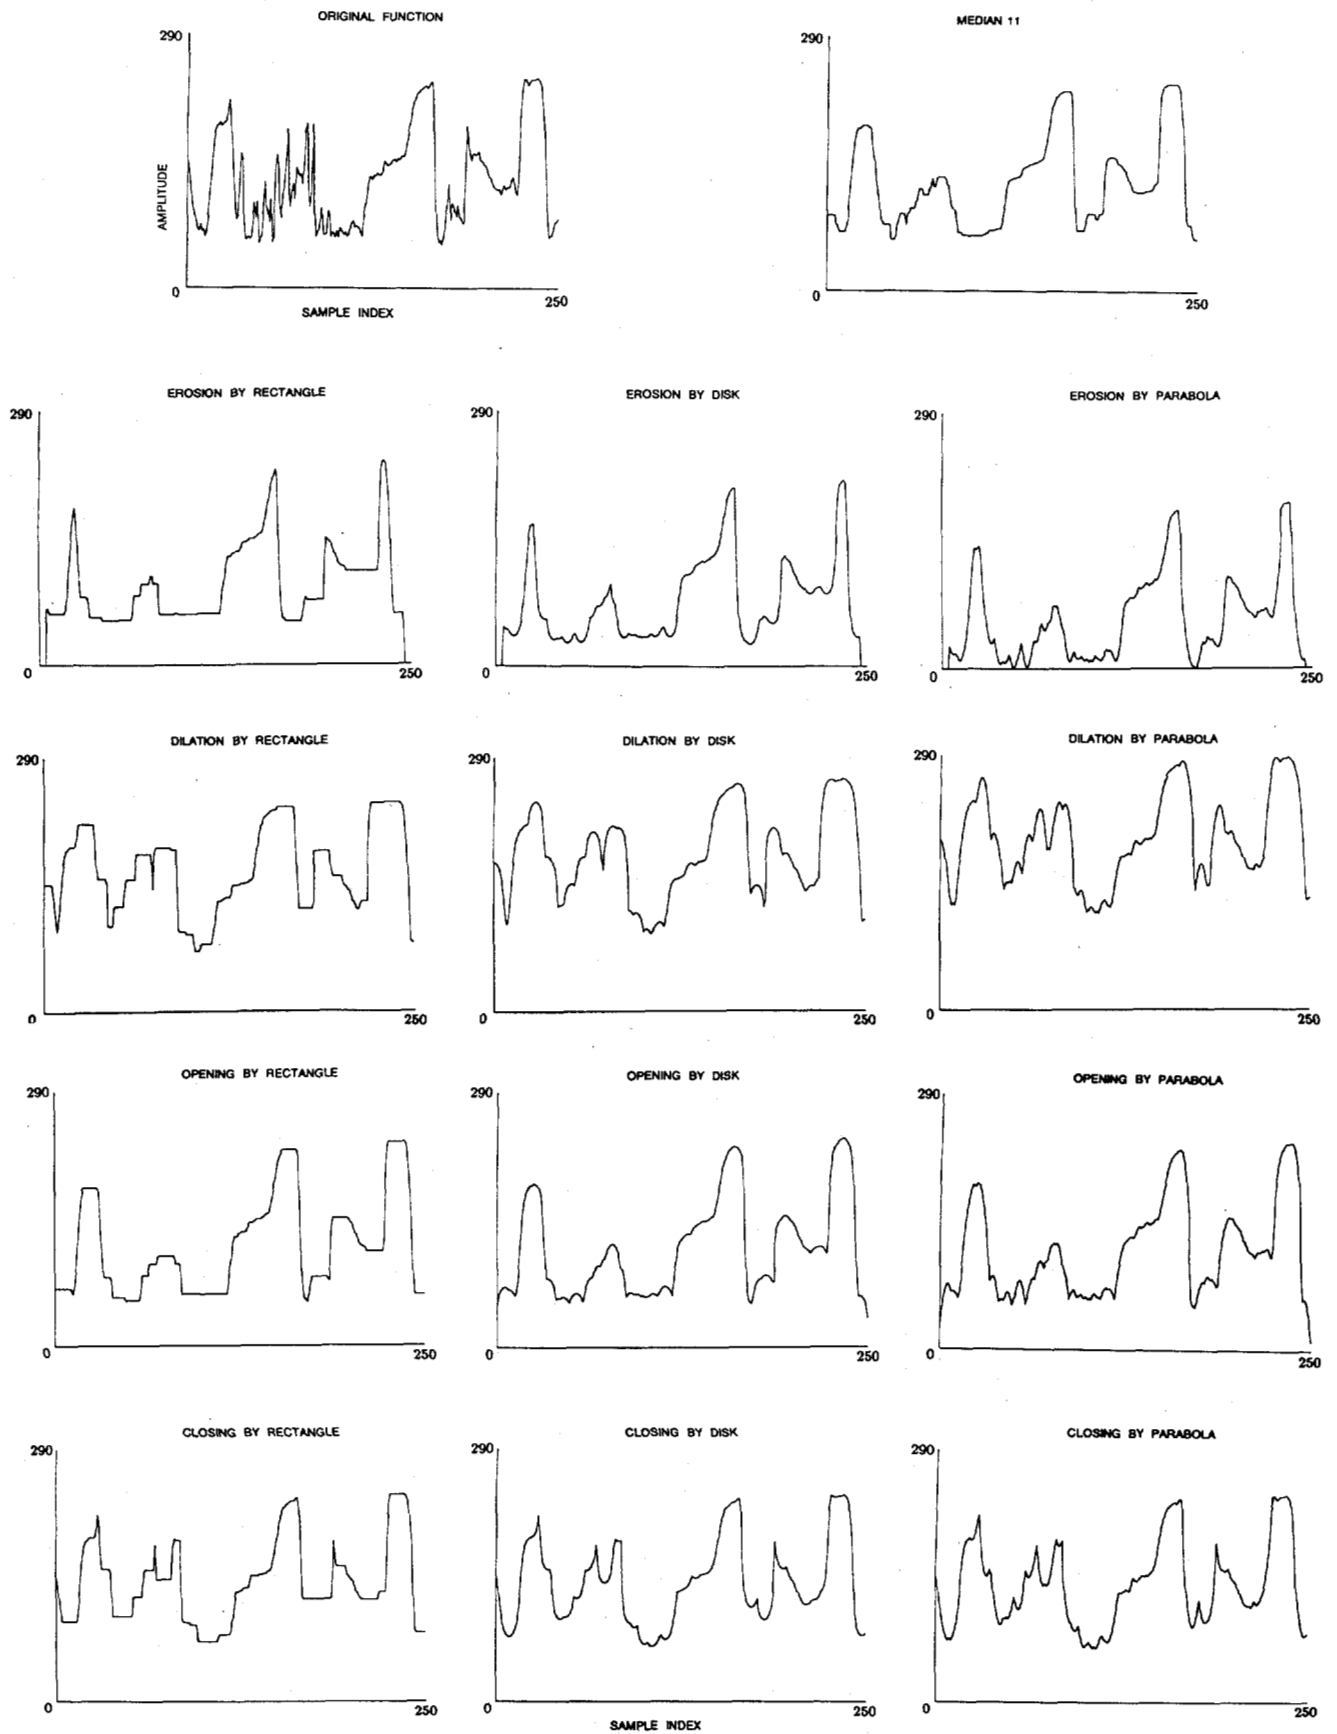 ORIGINAL FUNCTION
MEDIAN 11
290
290
AMPLITUDE
0
250
0
250
SAMPLE INDEX
EROSION BY RECTANGLE
EROSION BY DISK
EROSION BY PARABOLA
290
290
290
0
250
0
250
0
250
DILATION BY RECTANGLE
DILATION BY DISK
DILATION BY PARABOLA
290
290
290
0
250
0
250
0
250
OPENING BY RECTANGLE
OPENING BY DISK
OPENING BY PARABOLA
290
290
290
0
250
0
250
0
250
CLOSING BY RECTANGLE
CLOSING BY DISK
CLOSING BY PARABOLA
290
290
290
0
250
0
250
0
250
SAMPLE INDEX